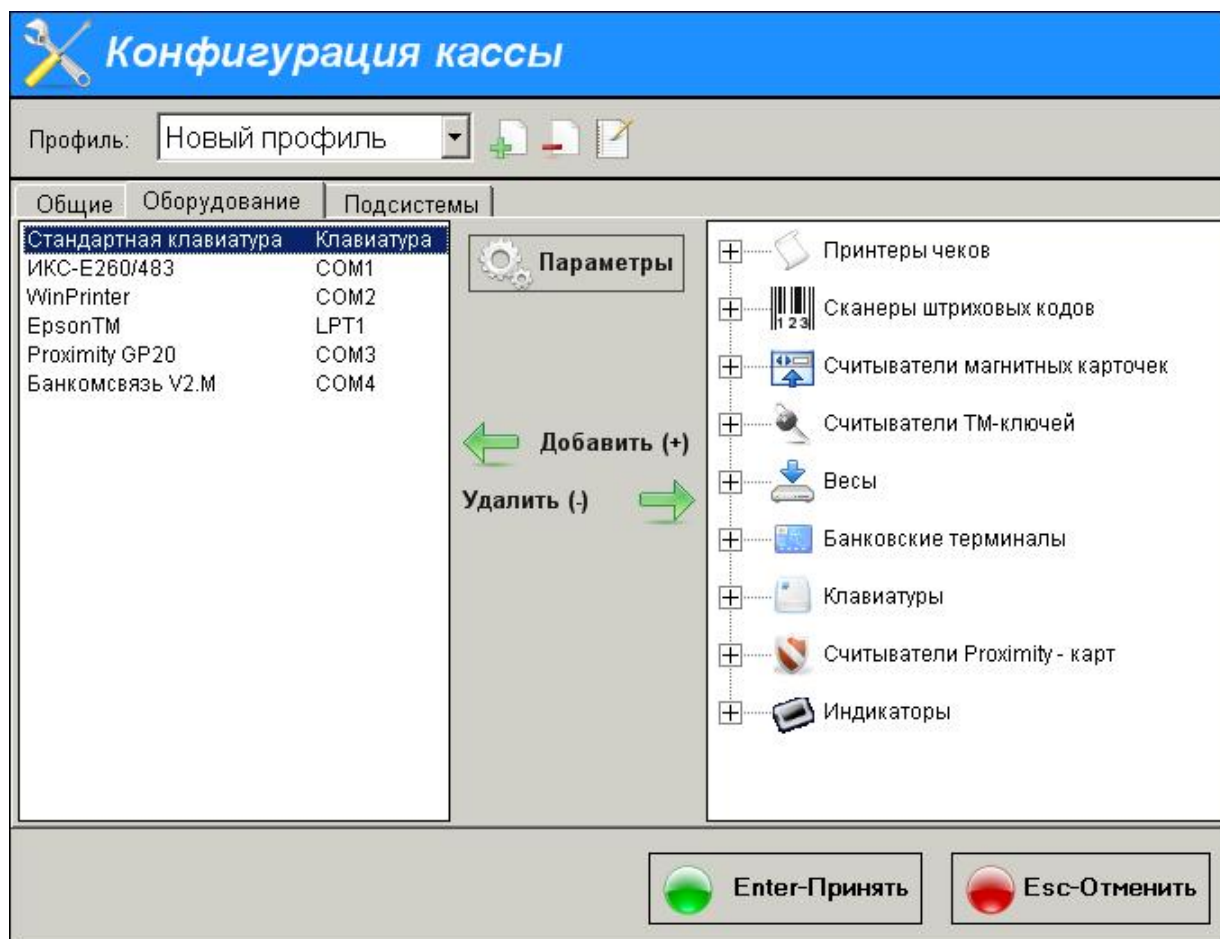 Конфигурация кассы
Профиль: Новый профиль
Общие Оборудование Подсистемы
Стандартная клавиатура Клавиатура
ИКС-Е260/483 COM1
WinPrinter COM2
EpsonTM LPT1
Proximity GP20 COM3
Банкомсвязь V2.M COM4
Параметры
Добавить (+)
Удалить (-)
Принтеры чеков
123
Сканеры штриховых кодов
Считыватели магнитных карточек
Считыватели ТМ-ключей
Весы
Банковские терминалы
Клавиатуры
Считыватели Proximity - карт
Индикаторы
Enter-Принять Esc-Отменить